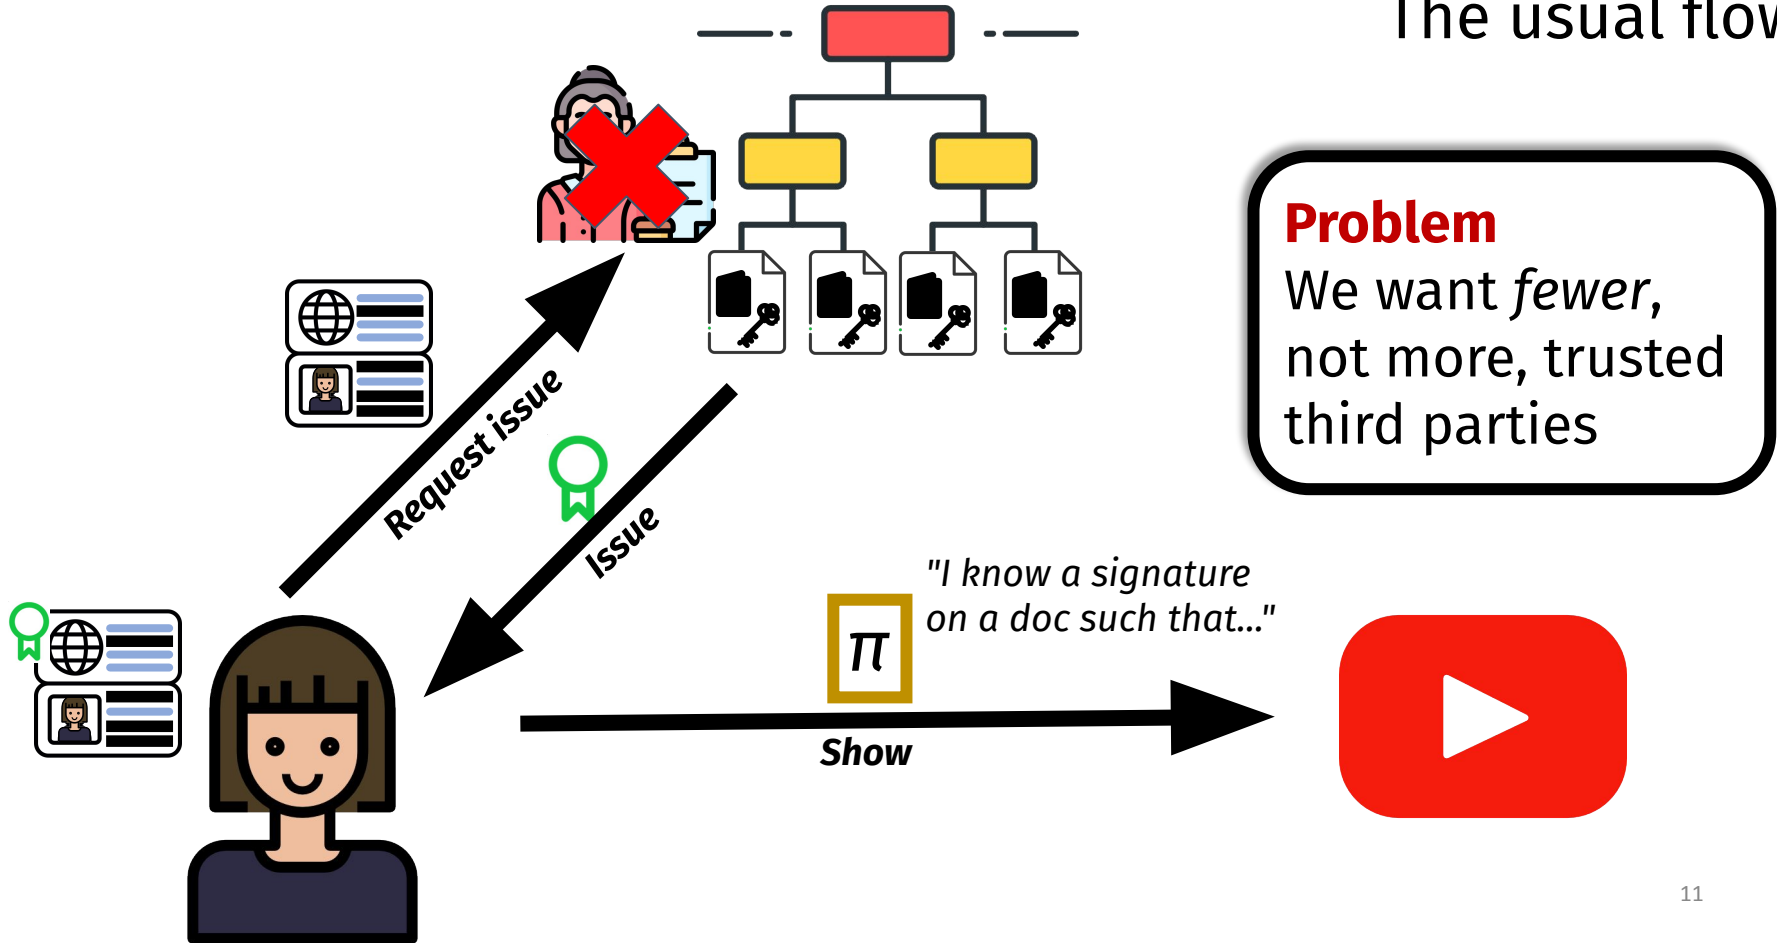 The usual flow
Problem
We want fewer,
not more, trusted
third parties
Request issue
Issue
"I know a signature
on a doc such that..."
π
Show
11